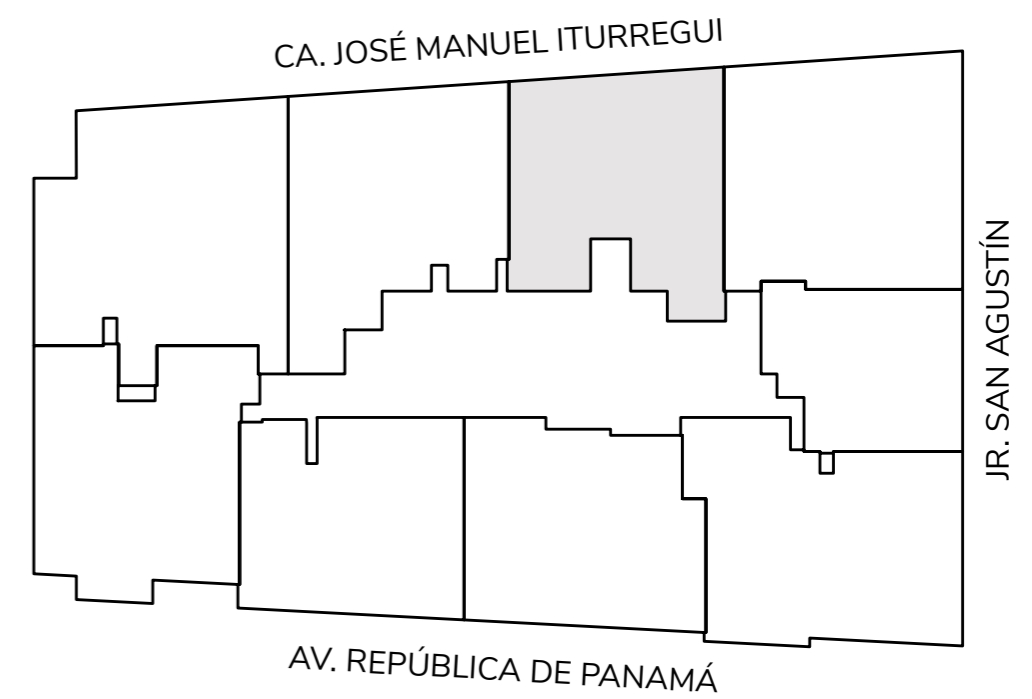 CA. JOSÉ MANUEL ITURREGUI
JR. SAN AGUSTÍN
AV. REPÚBLICA DE PANAMÁ